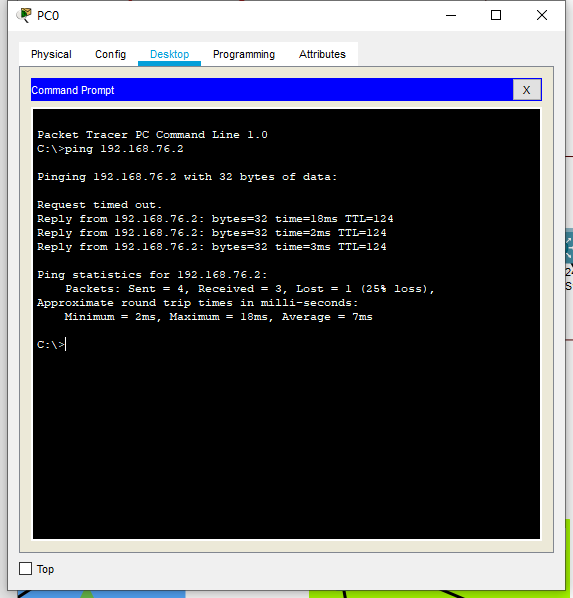 PC0
Physical Config Desktop Programming Attributes
Command Prompt
X
Packet Tracer PC Command Line 1.0
C:\>ping 192.168.76.2
Pinging 192.168.76.2 with 32 bytes of data:
Request timed out.
Reply from 192.168.76.2: bytes=32 time=18ms TTL=124
Reply from 192.168.76.2: bytes=32 time=2ms TTL=124
Reply from 192.168.76.2: bytes=32 time=3ms TTL=124
Ping statistics for 192.168.76.2:
Packets: Sent = 4, Received = 3, Lost = 1 (25% loss),
Approximate round trip times in milli-seconds:
Minimum = 2ms, Maximum = 18ms, Average = 7ms
C:\>
Top